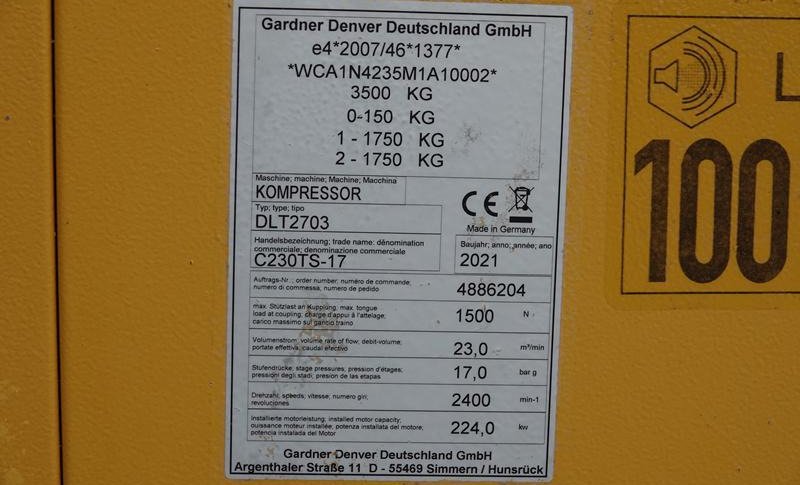 Gardner Denver Deutschland GmbH
e4*2007/46*1377*
*WCA1N4235M1A10002*
3500 KG
0-150 KG
1 - 1750 KG
2 - 1750 KG
Maschine; machine; Machine, Macchina
KOMPRESSOR
Typ; type; tipo
DLT2703
CE
Made in Germany
Handelsbezeichnung; trade name: dénomination
commerciale; denominazione commerciale
C230TS-17
Baujahr; anno;année; ano
2021
Auftrags-Nr.; order number, numéro de commande;
numero di commessa, numero de pedido
4886204
max. Stützlast an Kupplung; max. tongue
load at coupling; charge d'appui à l'attelage;
carico massimo sul gancio traino
1500 N
Volumenstrom, volume rate of flow; debit-volume;
portate effettiva, caudal efectivo
23,0 m³/min
Stufendrücke, stage pressures; pression d'étages;
pressioni degli stadi; presion de las etapas
17,0 bar g
Drehzahl, speeds; vitesse; numero giri;
revoluciones
2400 min-1
Installierte motorleistung; installed motor capacity;
ouissance moteur installée; potenza installata del motore;
potencia instalada del Motor
224,0 kw
Gardner Denver Deutschland GmbH
Argenthaler Straße 11 D - 55469 Simmern / Hunsrück
L
100